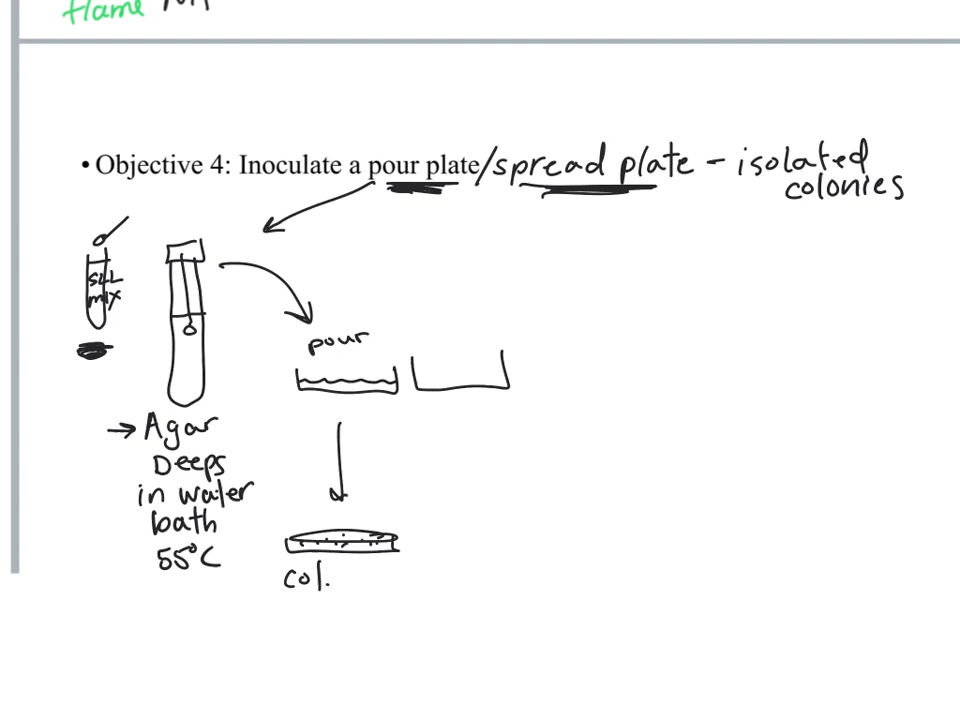 Flame
• Objective 4: Inoculate a pour plate/spread plate - isolated
colonies
MIX
pour
→ Agar
Deeps
in water
bath
55°C
col.